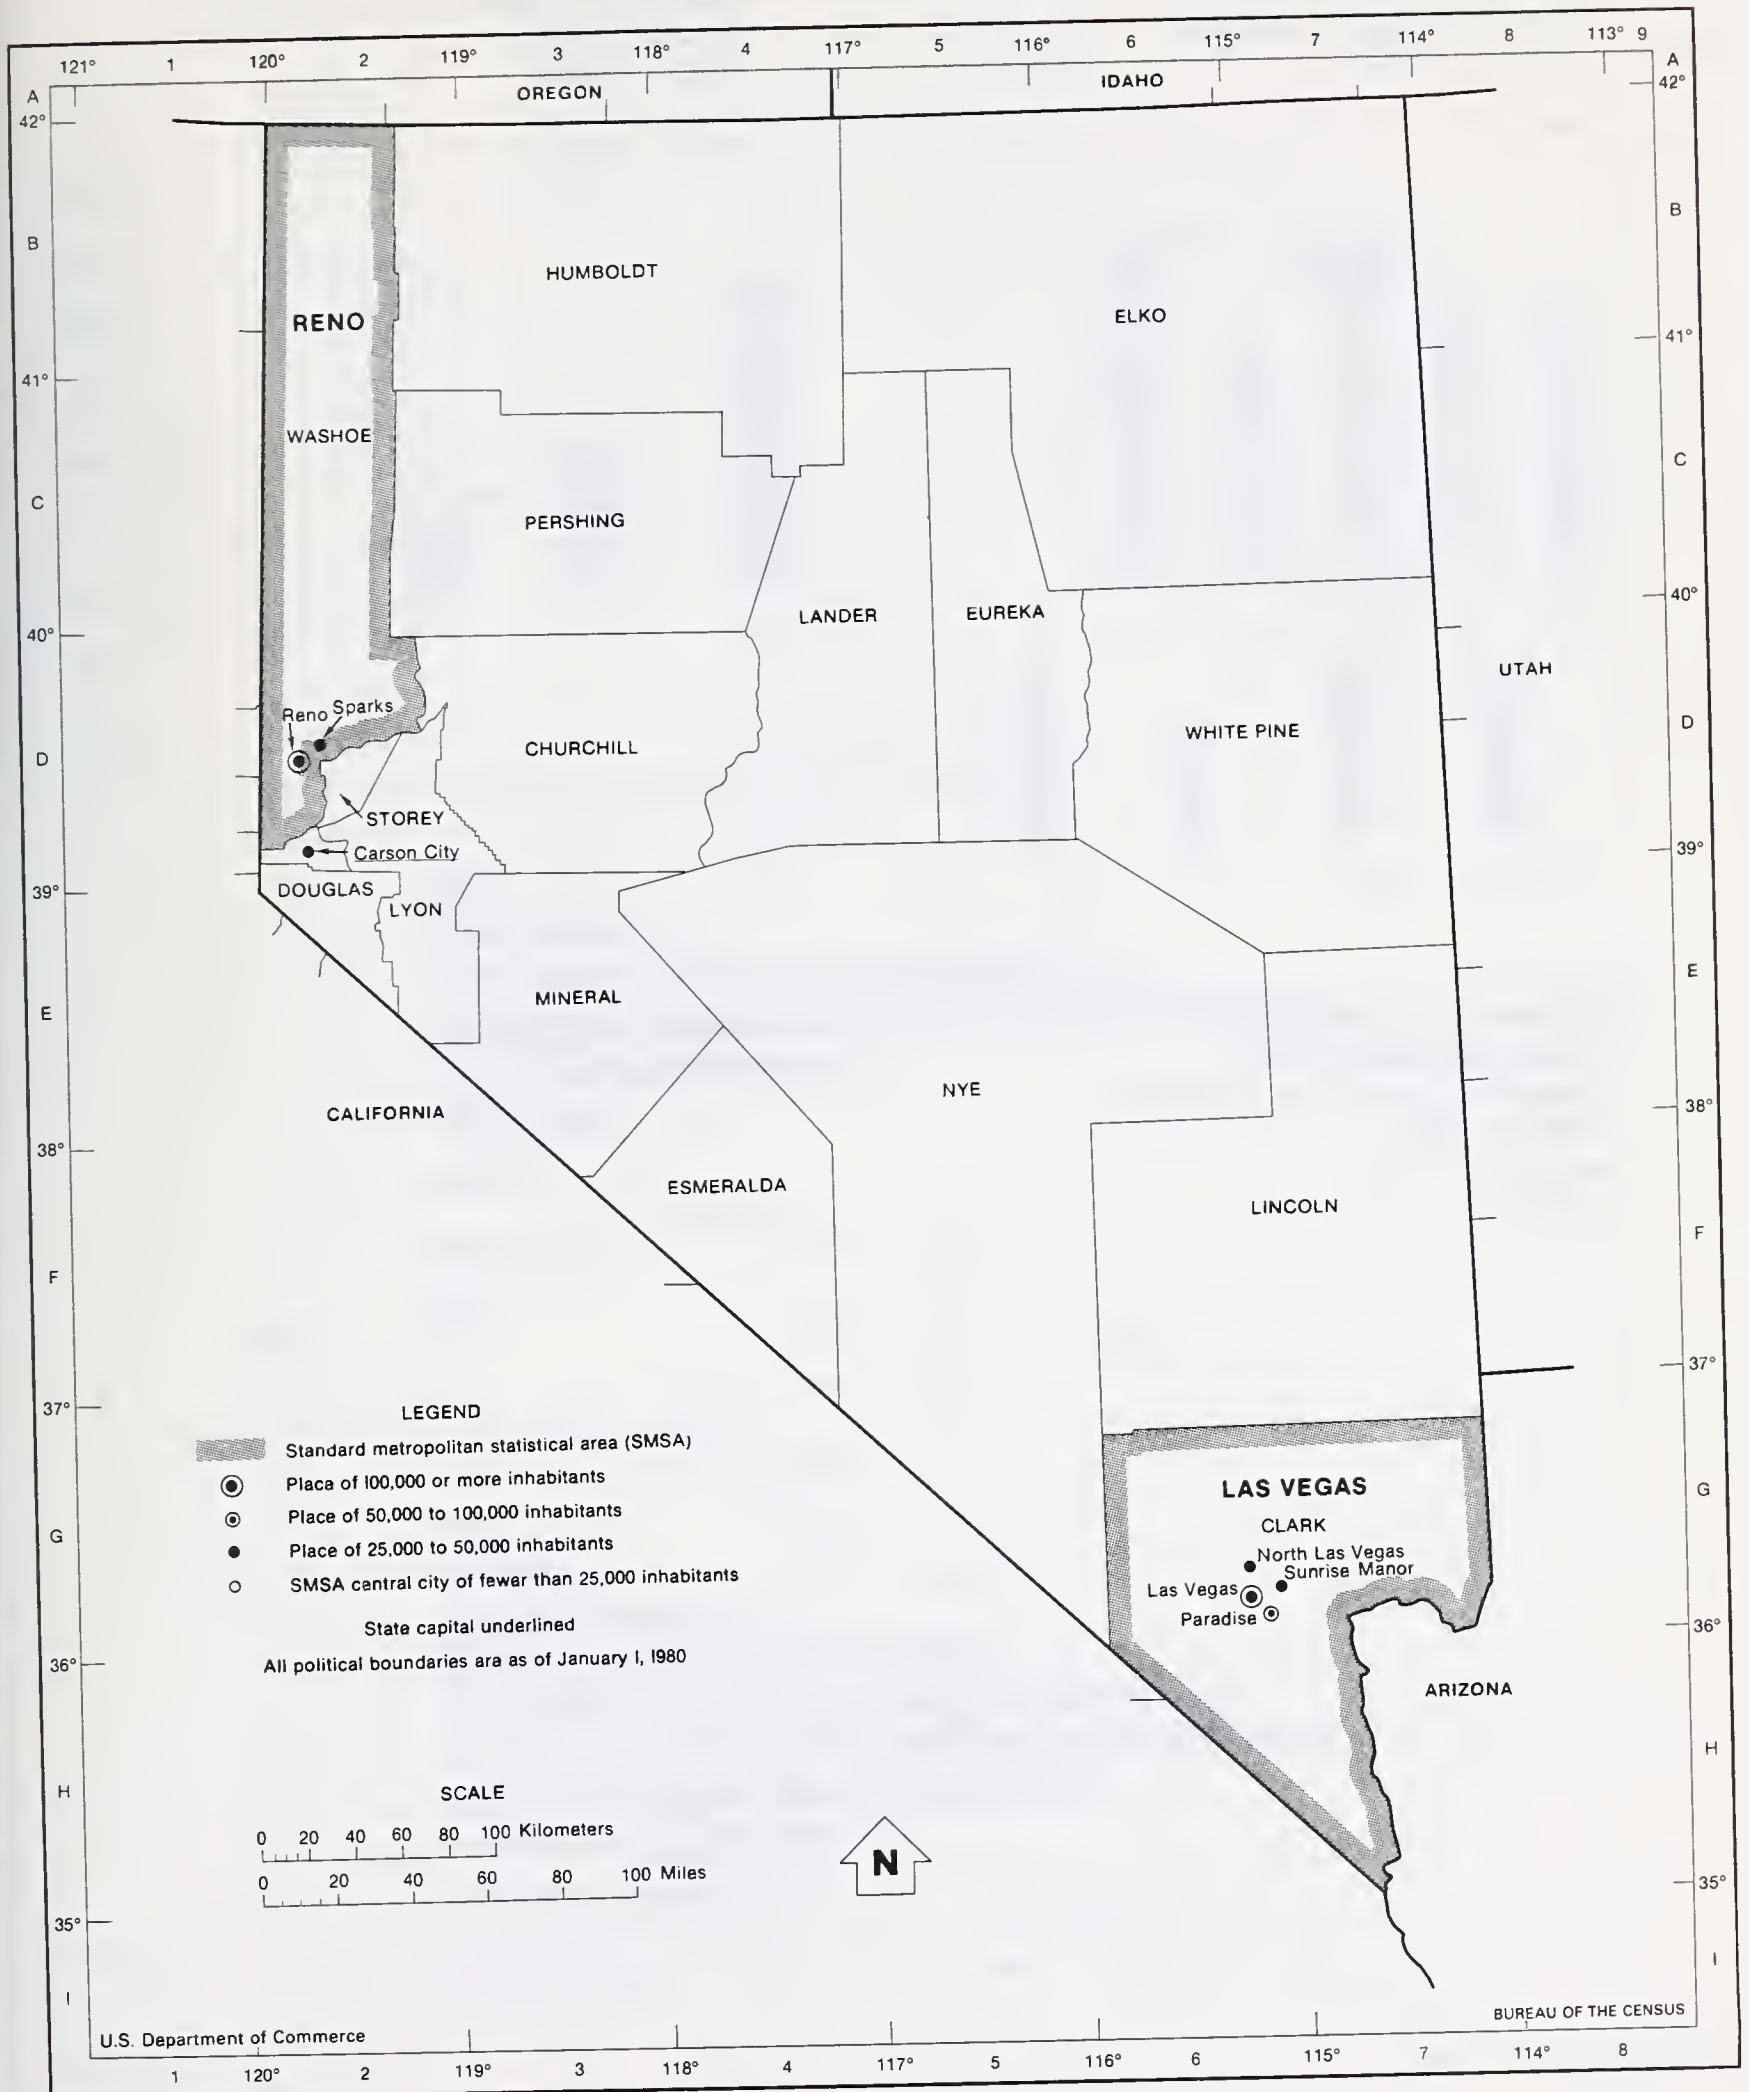 121° 1 120° 2 119° 3 118° 4 117° 5 116° 6 115° 7 114° 8 113° 9
A OREGON IDAHO A
42° 42°
B B
HUMBOLDT
RENO ELKO
41° 41°
WASHOE
C C
PERSHING
40° LANDER EUREKA 40°
UTAH
Reno Sparks
D CHURCHILL WHITE PINE D
STOREY
Carson City 39°
39° DOUGLAS LYON
E MINERAL E
NYE
CALIFORNIA 38°
38°
ESMERALDA LINCOLN
F F
37°
37° LEGEND
Standard metropolitan statistical area (SMSA)
Placa of 100,000 or more inhabitants
Place of 50,000 to 100,000 inhabitants
Place of 25,000 to 50,000 inhabitants
SMSA central city of fewer than 25,000 inhabitants
State capital underlined
All political boundaries ara as of January 1, 1980
LAS VEGAS
G G
CLARK
North Las Vegas
Sunrise Manor
Las Vegas
Paradise
36° 36°
ARIZONA
H H
SCALE
0 20 40 60 80 100 Kilometers
0 20 40 60 80 100 Miles
N
35° 35°
I I
U.S. Department of Commerce BUREAU OF THE CENSUS
1 120° 2 119° 3 118° 4 117° 5 116° 6 115° 7 114° 8